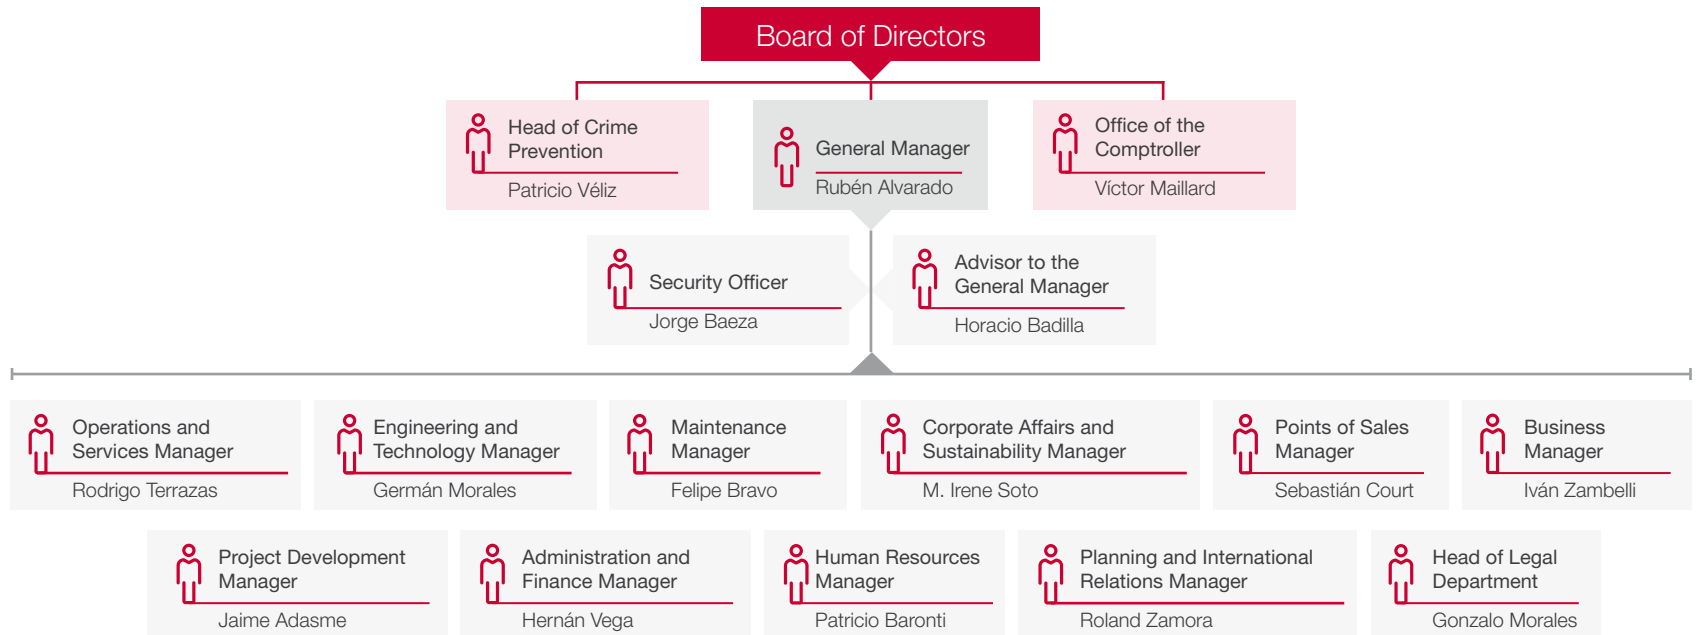 Board of Directors
Head of Crime
Prevention
Patricio Véliz
General Manager
Rubén Alvarado
Office of the
Comptroller
Víctor Maillard
Security Officer
Jorge Baeza
Advisor to the
General Manager
Horacio Badilla
Operations and
Services Manager
Rodrigo Terrazas
Engineering and
Technology Manager
Germán Morales
Maintenance
Manager
Felipe Bravo
Corporate Affairs and
Sustainability Manager
M. Irene Soto
Points of Sales
Manager
Sebastián Court
Business
Manager
Iván Zambelli
Project Development
Manager
Jaime Adasme
Administration and
Finance Manager
Hernán Vega
Human Resources
Manager
Patricio Baronti
Planning and International
Relations Manager
Roland Zamora
Head of Legal
Department
Gonzalo Morales